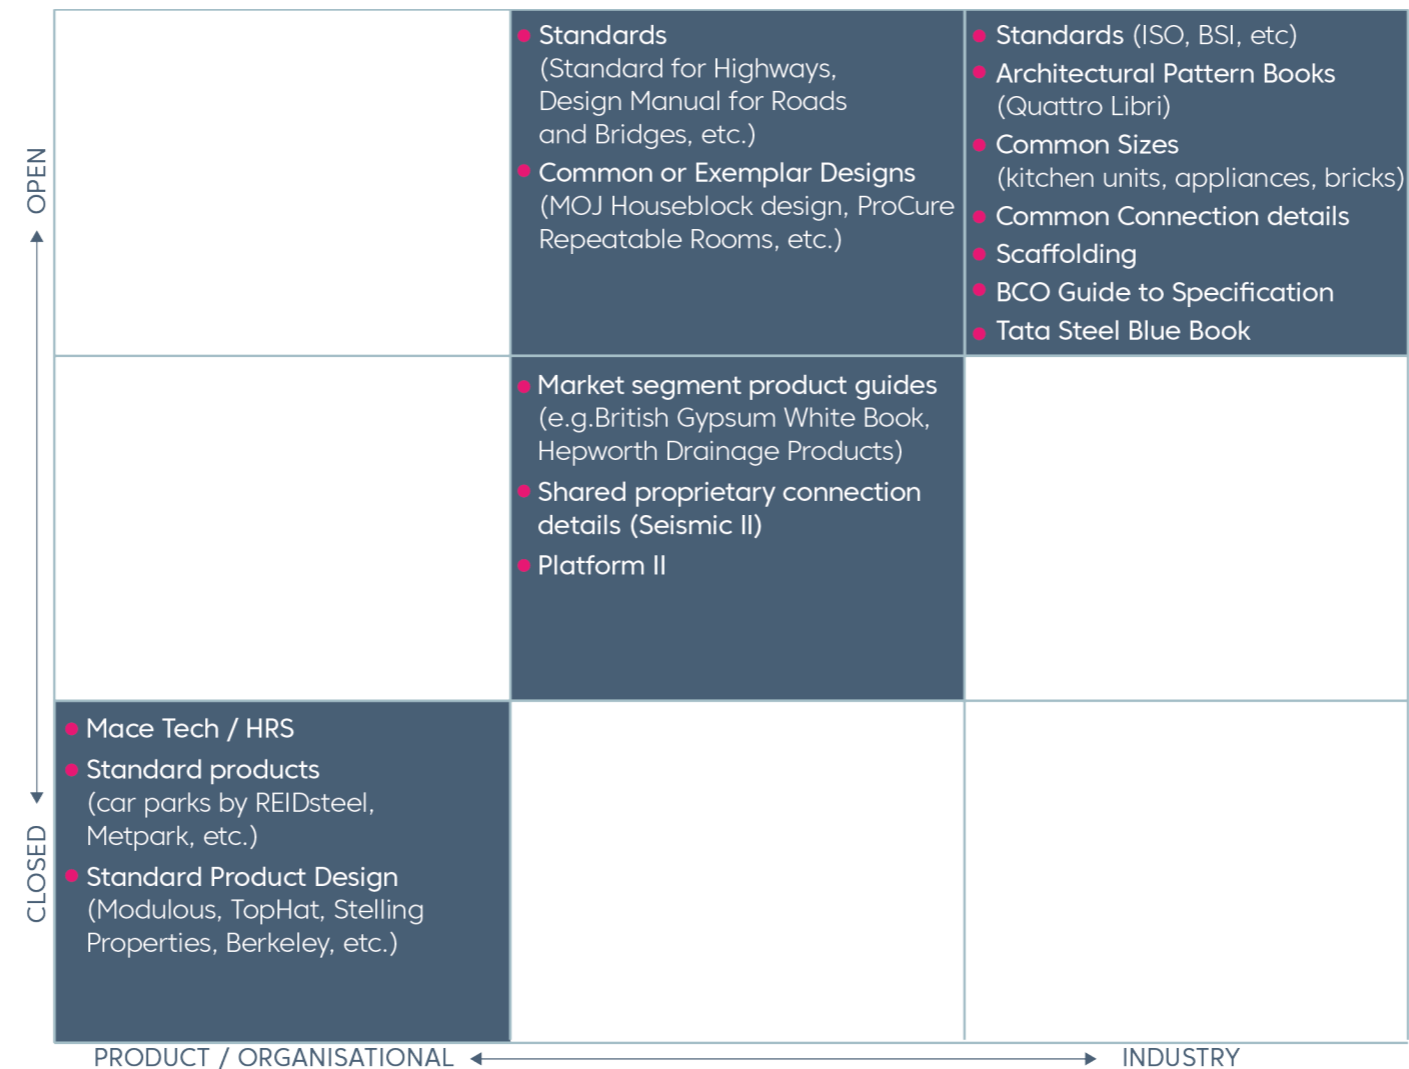 OPEN
Standards
(Standard for Highways,
Design Manual for Roads
and Bridges, etc.)
Common or Exemplar Designs
(MOJ Houseblock design, ProCure
Repeatable Rooms, etc.)
Standards (ISO, BSI, etc)
Architectural Pattern Books
(Quattro Libri)
Common Sizes
(kitchen units, appliances, bricks)
Common Connection details
Scaffolding
BCO Guide to Specification
Tata Steel Blue Book
Market segment product guides
(e.g.British Gypsum White Book,
Hepworth Drainage Products)
Shared proprietary connection
details (Seismic II)
Platform II
CLOSED
Mace Tech / HRS
Standard products
(car parks by REIDsteel,
Metpark, etc.)
Standard Product Design
(Modulous, TopHat, Stelling
Properties, Berkeley, etc.)
PRODUCT / ORGANISATIONAL
INDUSTRY